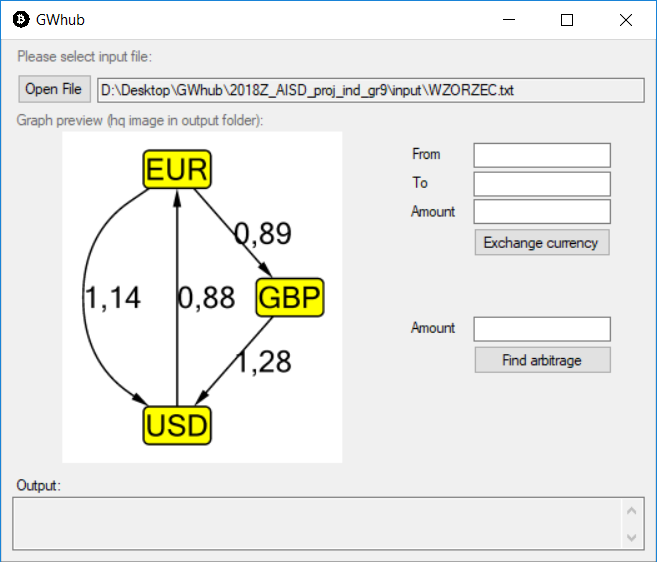 GWhub
Please select input file:
Open File
D:\Desktop\GWhub\2018Z_AISD_proj_ind_gr9\input\WZORZEC.txt
Graph preview (hq image in output folder):
EUR
0,89
1,14
0,88
GBP
1,28
USD
From
To
Amount
Exchange currency
Amount
Find arbitrage
Output: